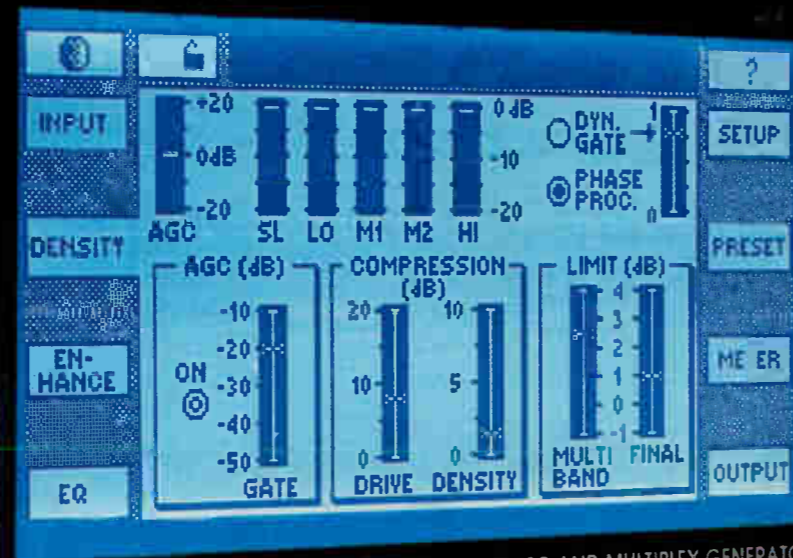 ?
INPUT
SETUP
DENSITY
PRESET
EN-
HANCE
ME ER
EQ
OUTPUT
+20
0dB
-20
AGC
SL LO M1 M2 HI
0 dB
-10
-20
DYN.
GATE
PHASE
PROC.
1
0
AGC (dB)
-10
-20
-30
-40
-50
ON
GATE
COMPRESSION
(dB)
20
10
0
DRIVE
10
5
0
DENSITY
LIMIT (dB)
4
3
2
1
0
-1
MULTI
BAND
FINAL
AND MULTIPLEX GENERATO